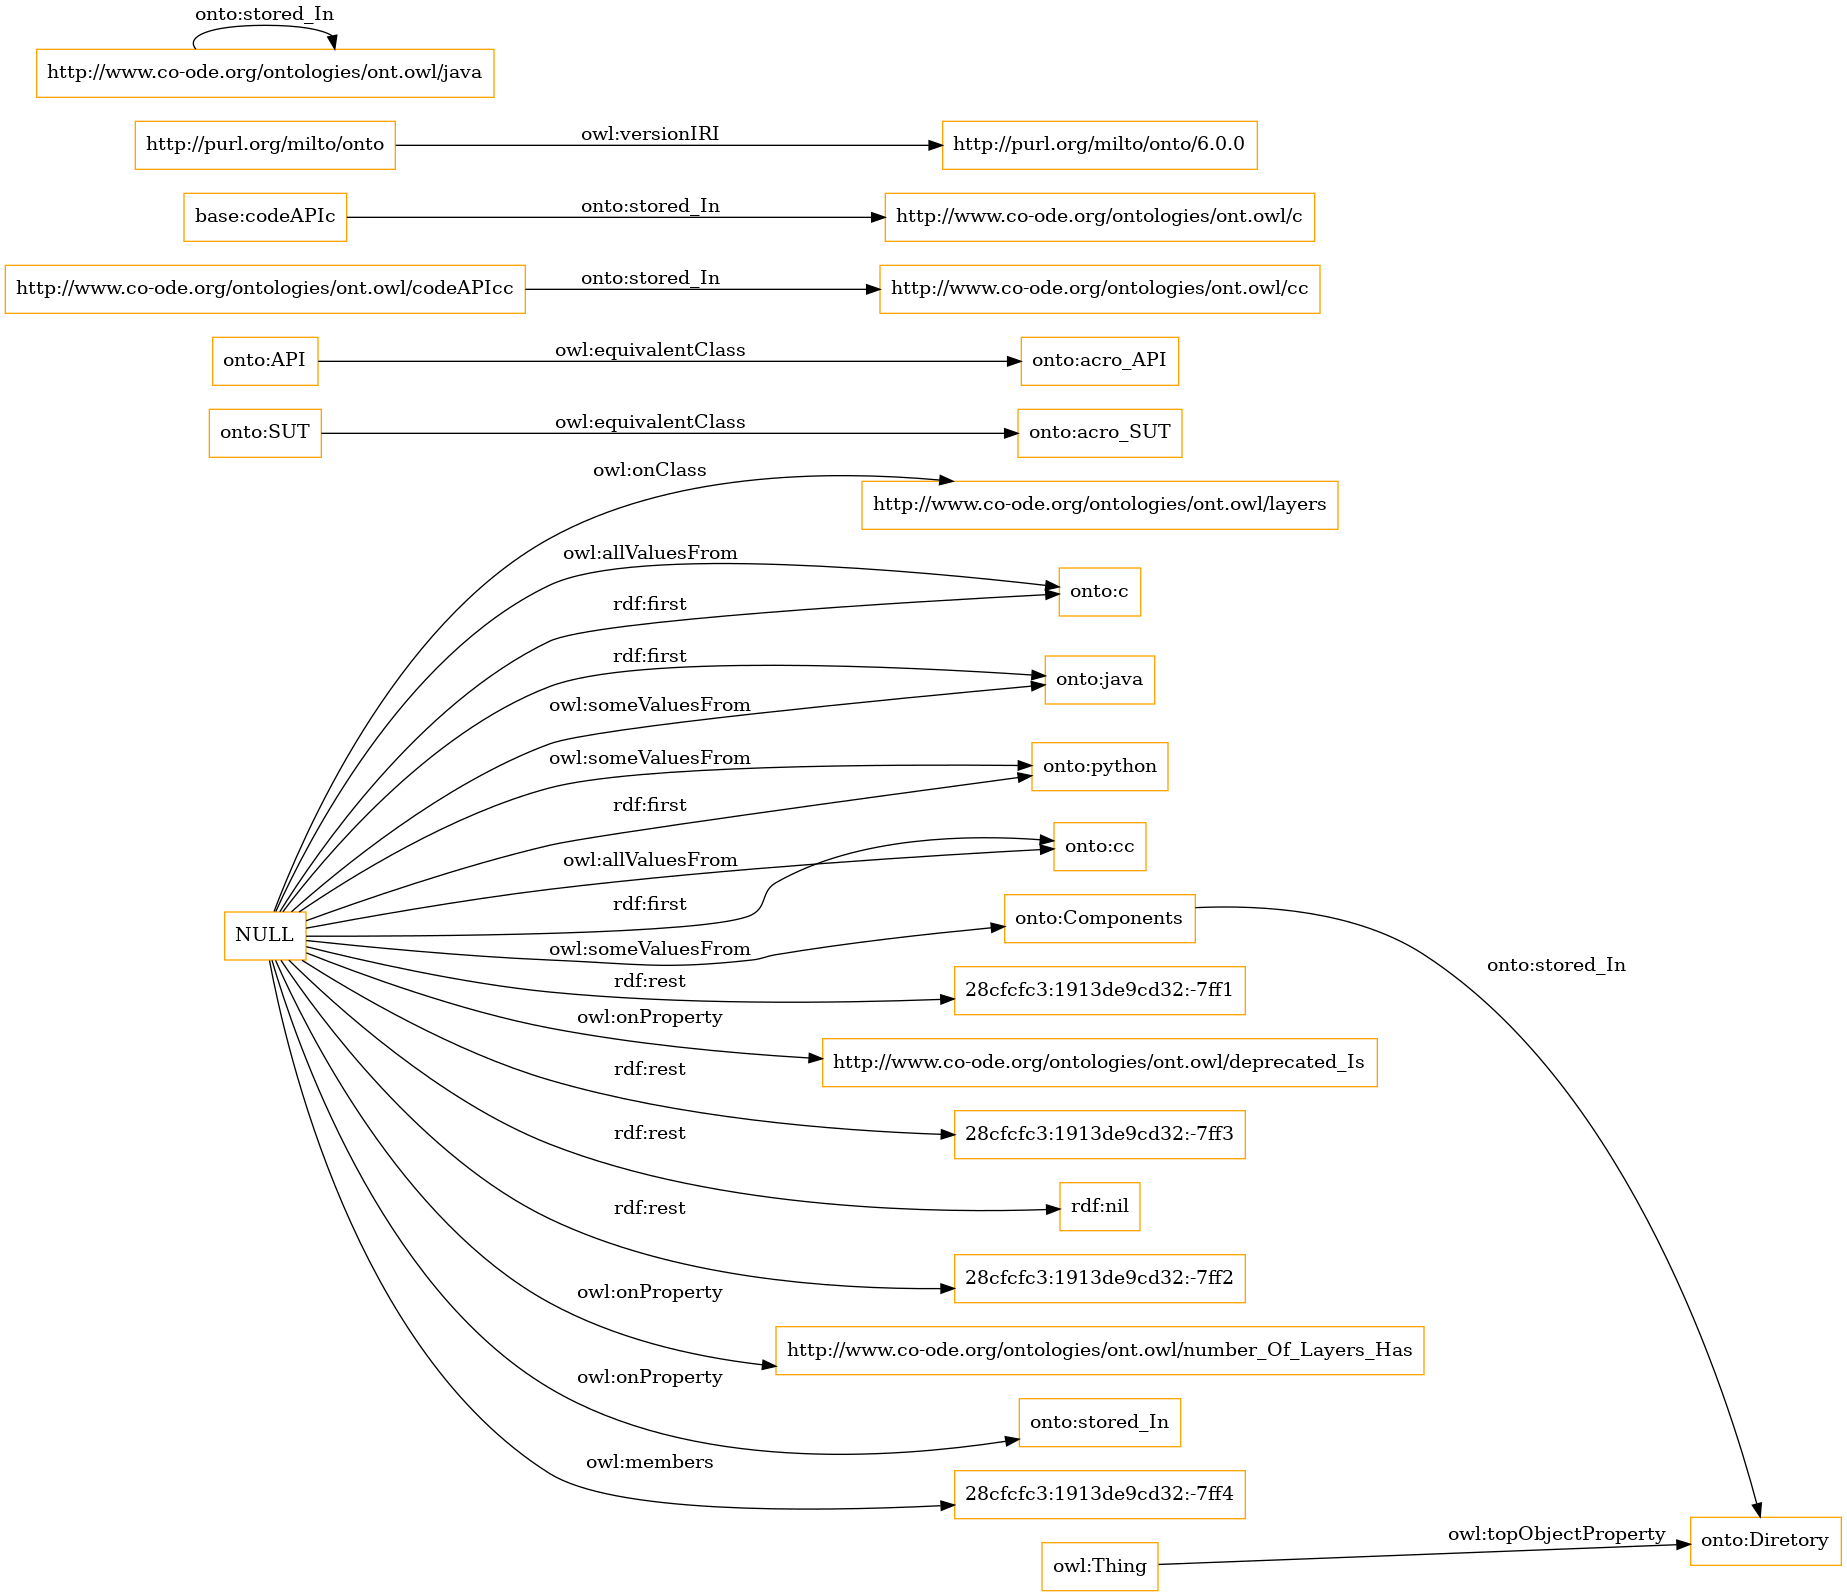 onto:stored_In
http://www.co-ode.org/ontologies/ont.owl/java
http://purl.org/milto/onto
owl:versionIRI
http://purl.org/milto/onto/6.0.0
base:codeAPIc
onto:stored_In
http://www.co-ode.org/ontologies/ont.owl/c
http://www.co-ode.org/ontologies/ont.owl/codeAPIcc
onto:stored_In
http://www.co-ode.org/ontologies/ont.owl/cc
onto:API
owl:equivalentClass
onto:acro_API
onto:SUT
owl:equivalentClass
onto:acro_SUT
owl:onClass
http://www.co-ode.org/ontologies/ont.owl/layers
owl:allValuesFrom
onto:c
rdf:first
rdf:first
onto:java
owl:someValuesFrom
owl:someValuesFrom
onto:python
rdf:first
onto:cc
owl:allValuesFrom
rdf:first
NULL
onto:Components
owl:someValuesFrom
onto:stored_In
rdf:rest
28cfcfc3:1913de9cd32:-7ff1
owl:onProperty
http://www.co-ode.org/ontologies/ont.owl/deprecated_Is
rdf:rest
28cfcfc3:1913de9cd32:-7ff3
rdf:rest
rdf:nil
rdf:rest
28cfcfc3:1913de9cd32:-7ff2
owl:onProperty
http://www.co-ode.org/ontologies/ont.owl/number_Of_Layers_Has
owl:onProperty
onto:stored_In
owl:members
28cfcfc3:1913de9cd32:-7ff4
owl:Thing
owl:topObjectProperty
onto:Diretory